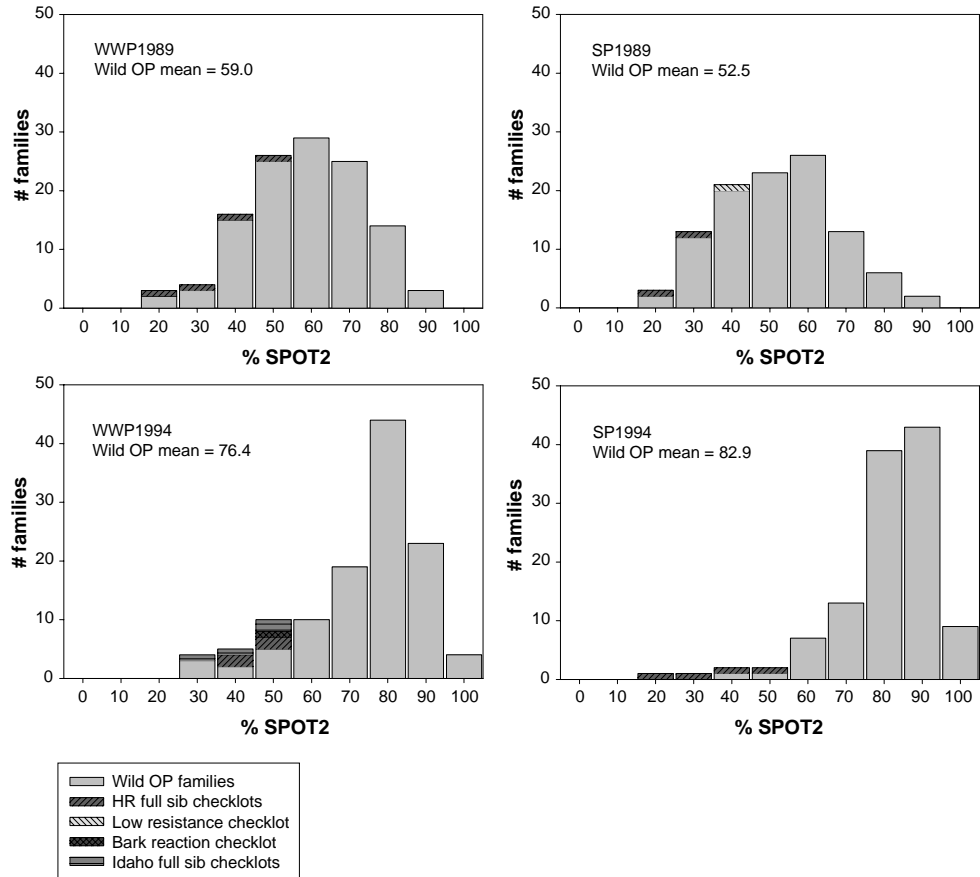 50
40
30
20
10
0
# families
WWP1989
Wild OP mean = 59.0
0 10 20 30 40 50 60 70 80 90 100
% SPOT2
50
40
30
20
10
0
# families
SP1989
Wild OP mean = 52.5
0 10 20 30 40 50 60 70 80 90 100
% SPOT2
50
40
30
20
10
0
# families
WWP1994
Wild OP mean = 76.4
0 10 20 30 40 50 60 70 80 90 100
% SPOT2
50
40
30
20
10
0
# families
SP1994
Wild OP mean = 82.9
0 10 20 30 40 50 60 70 80 90 100
% SPOT2
Wild OP families
HR full sib checklots
Low resistance checklot
Bark reaction checklot
Idaho full sib checklots